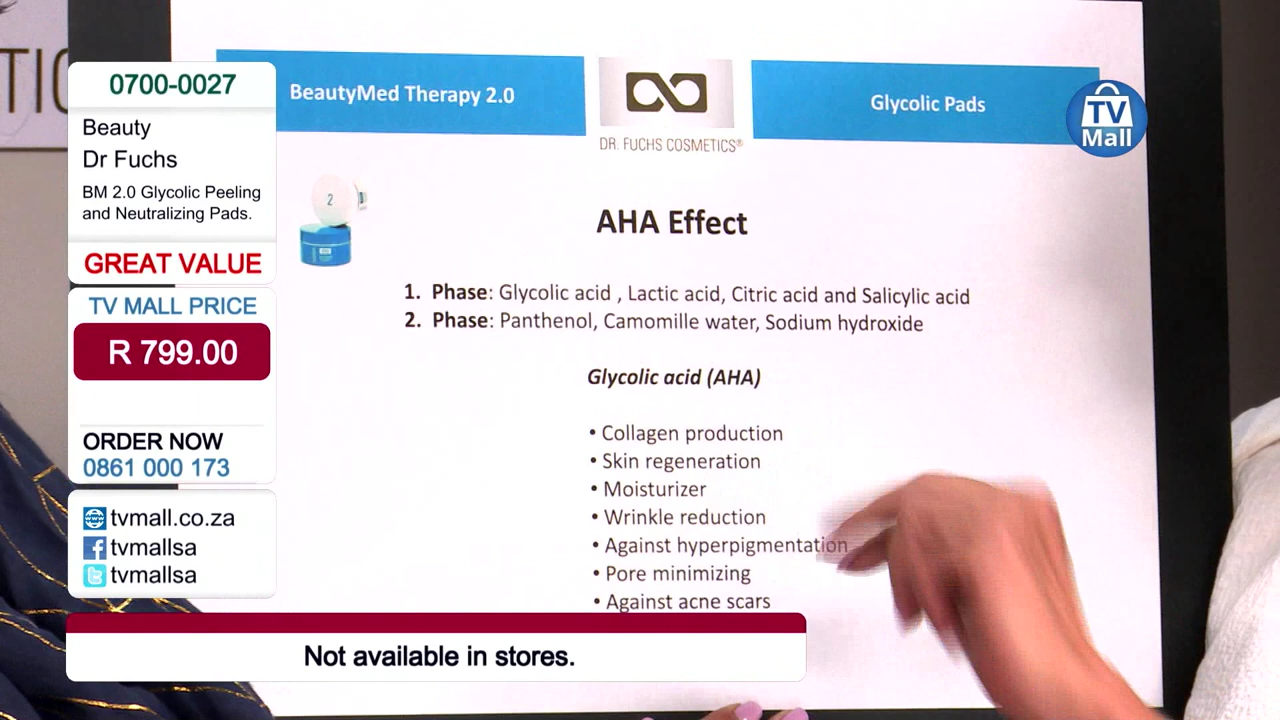 TIC
0700-0027
Beauty
Dr Fuchs
BM 2.0 Glycolic Peeling
and Neutralizing Pads.
GREAT VALUE
TV MALL PRICE
R 799.00
ORDER NOW
0861 000 173
www
tvmall.co.za
tvmallsa
tvmallsa
BeautyMed Therapy 2.0
DR. FUCHS COSMETICS®
Glycolic Pads
TV
Mall
2
AHA Effect
1. Phase: Glycolic acid , Lactic acid, Citric acid and Salicylic acid
2. Phase: Panthenol, Camomille water, Sodium hydroxide
Glycolic acid (AHA)
• Collagen production
• Skin regeneration
• Moisturizer
• Wrinkle reduction
• Against hyperpigmentation
• Pore minimizing
• Against acne scars
Not available in stores.